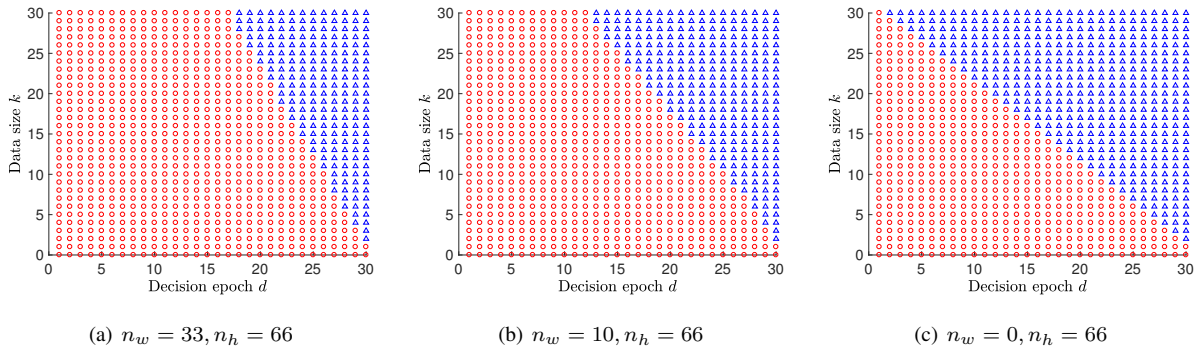 30
25
20
15
10
5
0
Data size k
0 5 10 15 20 25 30
Decision epoch d
(a) n_w = 33, n_h = 66
30
25
20
15
10
5
0
Data size k
0 5 10 15 20 25 30
Decision epoch d
(b) n_w = 10, n_h = 66
30
25
20
15
10
5
0
Data size k
0 5 10 15 20 25 30
Decision epoch d
(c) n_w = 0, n_h = 66